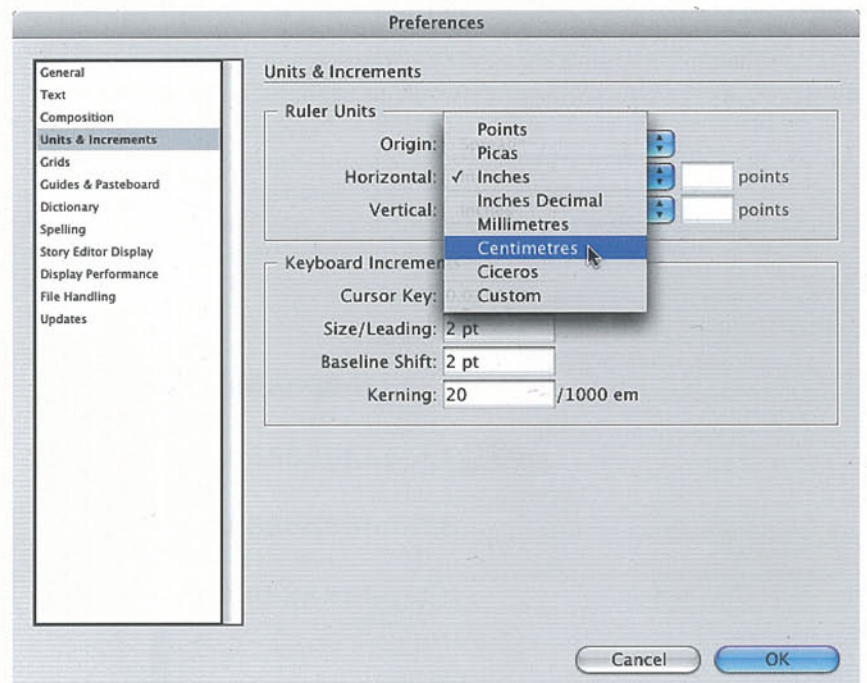 Preferences
General
Text
Composition
Units & Increments
Grids
Guides & Pasteboard
Dictionary
Spelling
Story Editor Display
Display Performance
File Handling
Updates
Units & Increments
Ruler Units
Origin:
Horizontal: points
Vertical: points
Points
Picas
✓ Inches
Inches Decimal
Millimetres
Centimetres
Ciceros
Custom
Keyboard
Cursor Key:
Size/Leading: 2 pt
Baseline Shift: 2 pt
Kerning: 20 /1000 em
Cancel OK